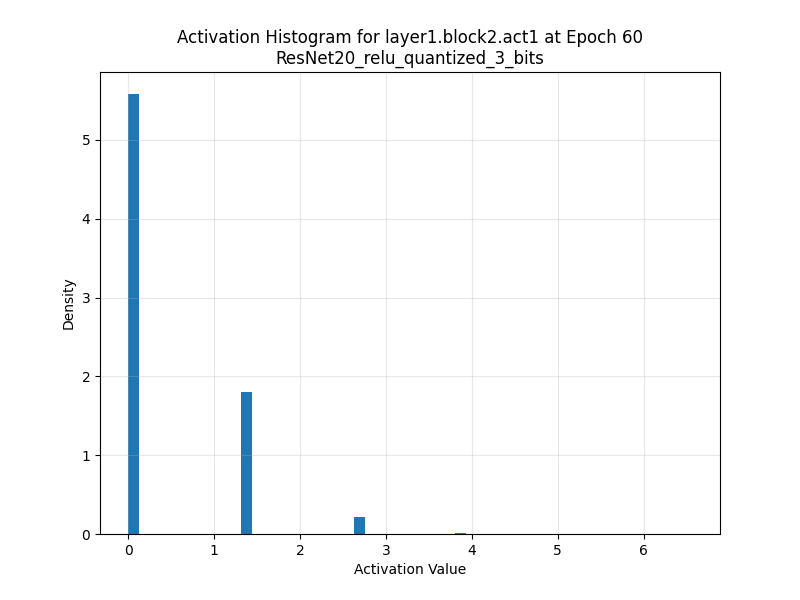 Activation Histogram for layer1.block2.act1 at Epoch 60
ResNet20_relu_quantized_3_bits
5
4
3
2
1
0
Density
0 1 2 3 4 5 6
Activation Value